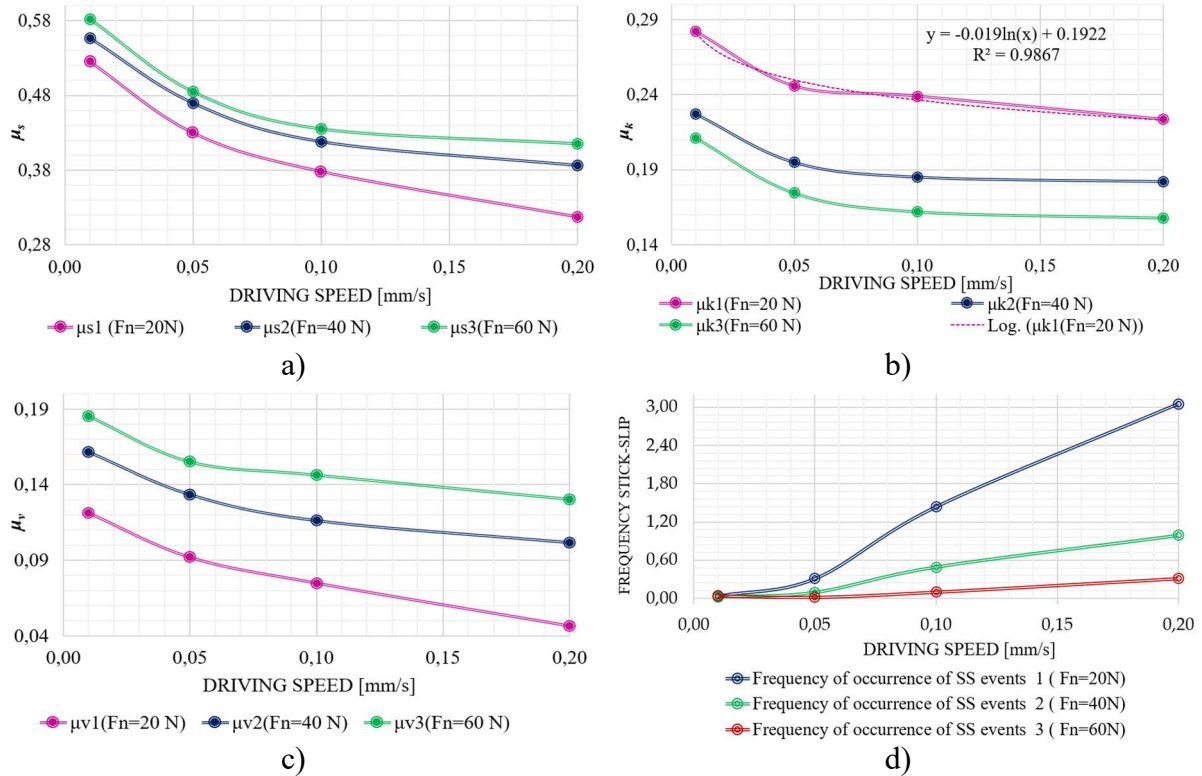 0,58
0,48
0,38
0,28
μs
0,00
0,05
0,10
0,15
0,20
DRIVING SPEED [mm/s]
μs1 (Fn=20N)
μs2(Fn=40 N)
μs3(Fn=60 N)
a)
0,29
0,24
0,19
0,14
μk
y = -0.019ln(x) + 0.1922
R² = 0.9867
0,00
0,05
0,10
0,15
0,20
DRIVING SPEED [mm/s]
μk1(Fn=20 N)
μk2(Fn=40 N)
μk3(Fn=60 N)
Log. (μk1(Fn=20 N))
b)
0,19
0,14
0,09
0,04
μv
0,00
0,05
0,10
0,15
0,20
DRIVING SPEED [mm/s]
μv1(Fn=20 N)
μv2(Fn=40 N)
μv3(Fn=60 N)
c)
3,00
2,40
1,80
1,20
0,60
0,00
FREQUENCY STICK-SLIP
0,00
0,05
0,10
0,15
0,20
DRIVING SPEED [mm/s]
Frequency of occurrence of SS events 1 ( Fn=20N)
Frequency of occurrence of SS events 2 ( Fn=40N)
Frequency of occurrence of SS events 3 ( Fn=60N)
d)